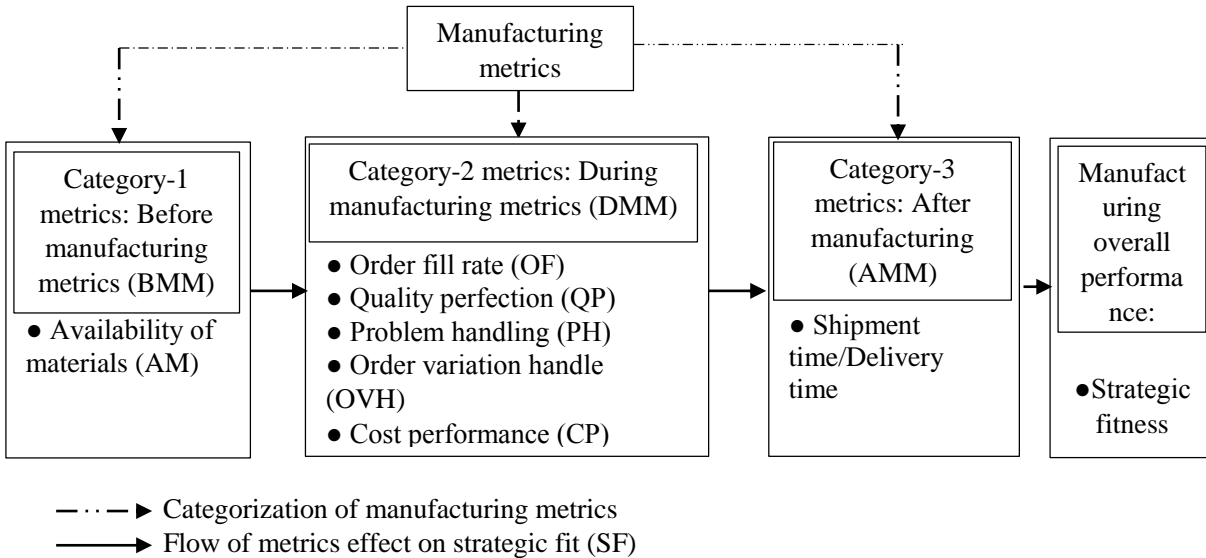 Manufacturing
metrics
Category-1
metrics: Before
manufacturing
metrics (BMM)
● Availability of
materials (AM)
Category-2 metrics: During
manufacturing metrics (DMM)
● Order fill rate (OF)
● Quality perfection (QP)
● Problem handling (PH)
● Order variation handle
(OVH)
● Cost performance (CP)
Category-3
metrics: After
manufacturing
(AMM)
● Shipment
time/Delivery
time
Manufact
uring
overall
performa
nce:
●Strategic
fitness
Categorization of manufacturing metrics
Flow of metrics effect on strategic fit (SF)